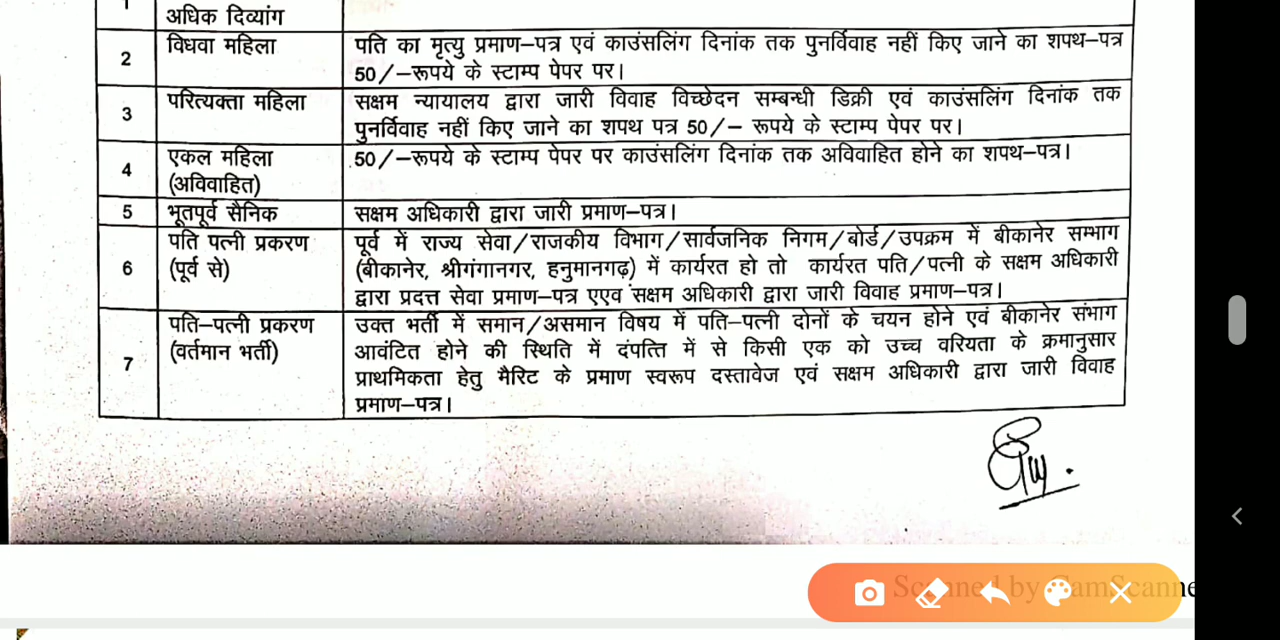 1
अधिक दिव्यांग
2
विधवा महिला
पति का मृत्यु प्रमाण–पत्र एवं काउंसलिंग दिनांक तक पुनर्विवाह नहीं किए जाने का शपथ–पत्र
50/–रूपये के स्टाम्प पेपर पर।
3
परित्यक्ता महिला
सक्षम न्यायालय द्वारा जारी विवाह विच्छेदन सम्बन्धी डिक्री एवं काउंसलिंग दिनांक तक
पुनर्विवाह नहीं किए जाने का शपथ पत्र 50/– रूपये के स्टाम्प पेपर पर।
4
एकल महिला
(अविवाहित)
50/–रूपये के स्टाम्प पेपर पर काउंसलिंग दिनांक तक अविवाहित होने का शपथ–पत्र।
5
भूतपूर्व सैनिक
सक्षम अधिकारी द्वारा जारी प्रमाण–पत्र।
6
पति पत्नी प्रकरण
(पूर्व से)
पूर्व में राज्य सेवा/राजकीय विभाग/सार्वजनिक निगम/बोर्ड/उपक्रम में बीकानेर सम्भाग
(बीकानेर, श्रीगंगानगर, हनुमानगढ़) में कार्यरत हो तो कार्यरत पति/पत्नी के सक्षम अधिकारी
द्वारा प्रदत्त सेवा प्रमाण–पत्र एएव सक्षम अधिकारी द्वारा जारी विवाह प्रमाण–पत्र।
7
पति–पत्नी प्रकरण
(वर्तमान भर्ती)
उक्त भर्ती में समान/असमान विषय में पति–पत्नी दोनों के चयन होने एवं बीकानेर संभाग
आवंटित होने की स्थिति में दंपत्ति में से किसी एक को उच्च वरियता के क्रमानुसार
प्राथमिकता हेतु मैरिट के प्रमाण स्वरूप दस्तावेज एवं सक्षम अधिकारी द्वारा जारी विवाह
प्रमाण–पत्र।
Scanned by CamScanne